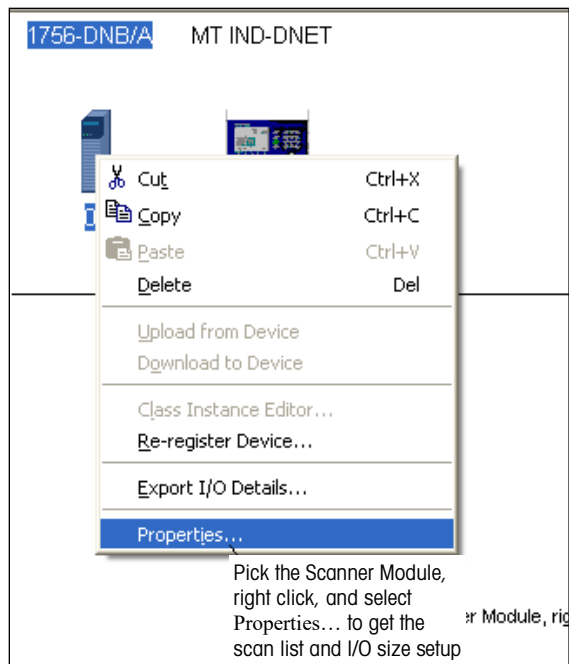 1756-DNB/A MT IND-DNET
Cut Ctrl+X
Copy Ctrl+C
Paste Ctrl+V
Delete Del
Upload from Device
Download to Device
Class Instance Editor...
Re-register Device...
Export I/O Details...
Properties...
Pick the Scanner Module,
right click, and select
Properties... to get the
scan list and I/O size setup
er Module, rig